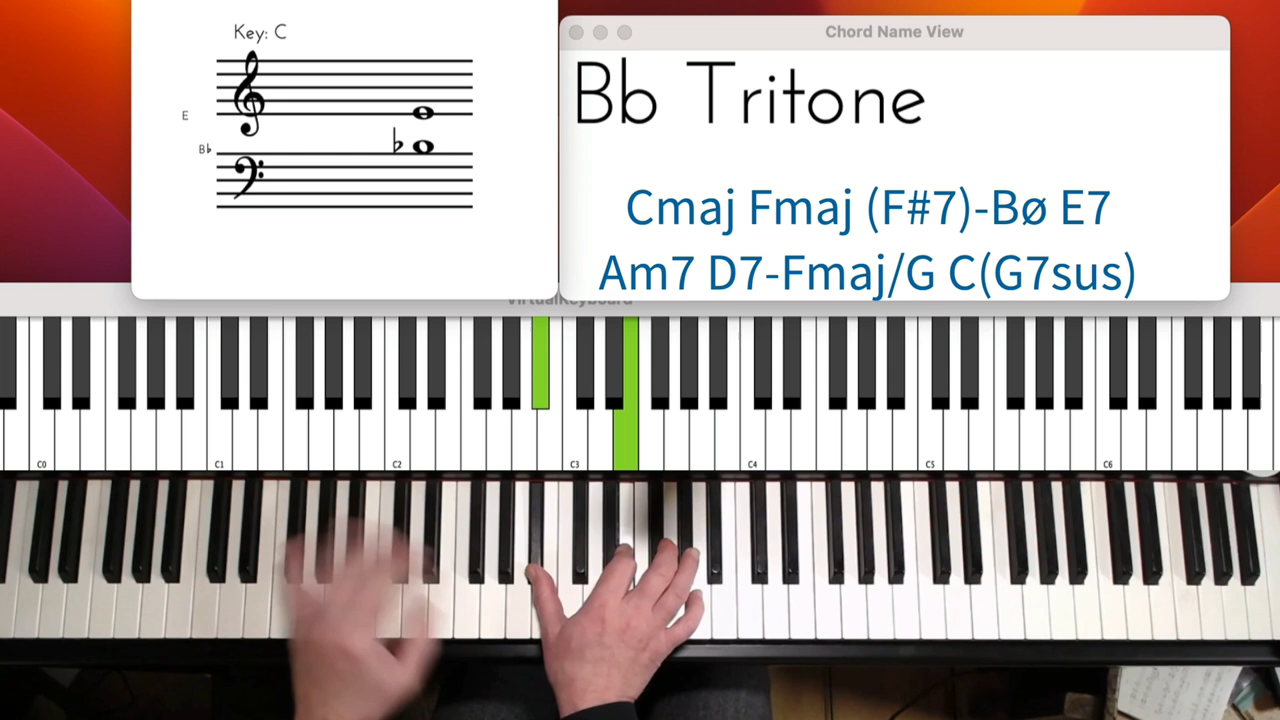 Key: C
E
B♭
Chord Name View
Bb Tritone
Cmaj Fmaj (F#7)-Bø E7
Am7 D7-Fmaj/G C(G7sus)
VirtualKeyboard
C0 C1 C2 C3 C4 C5 C6